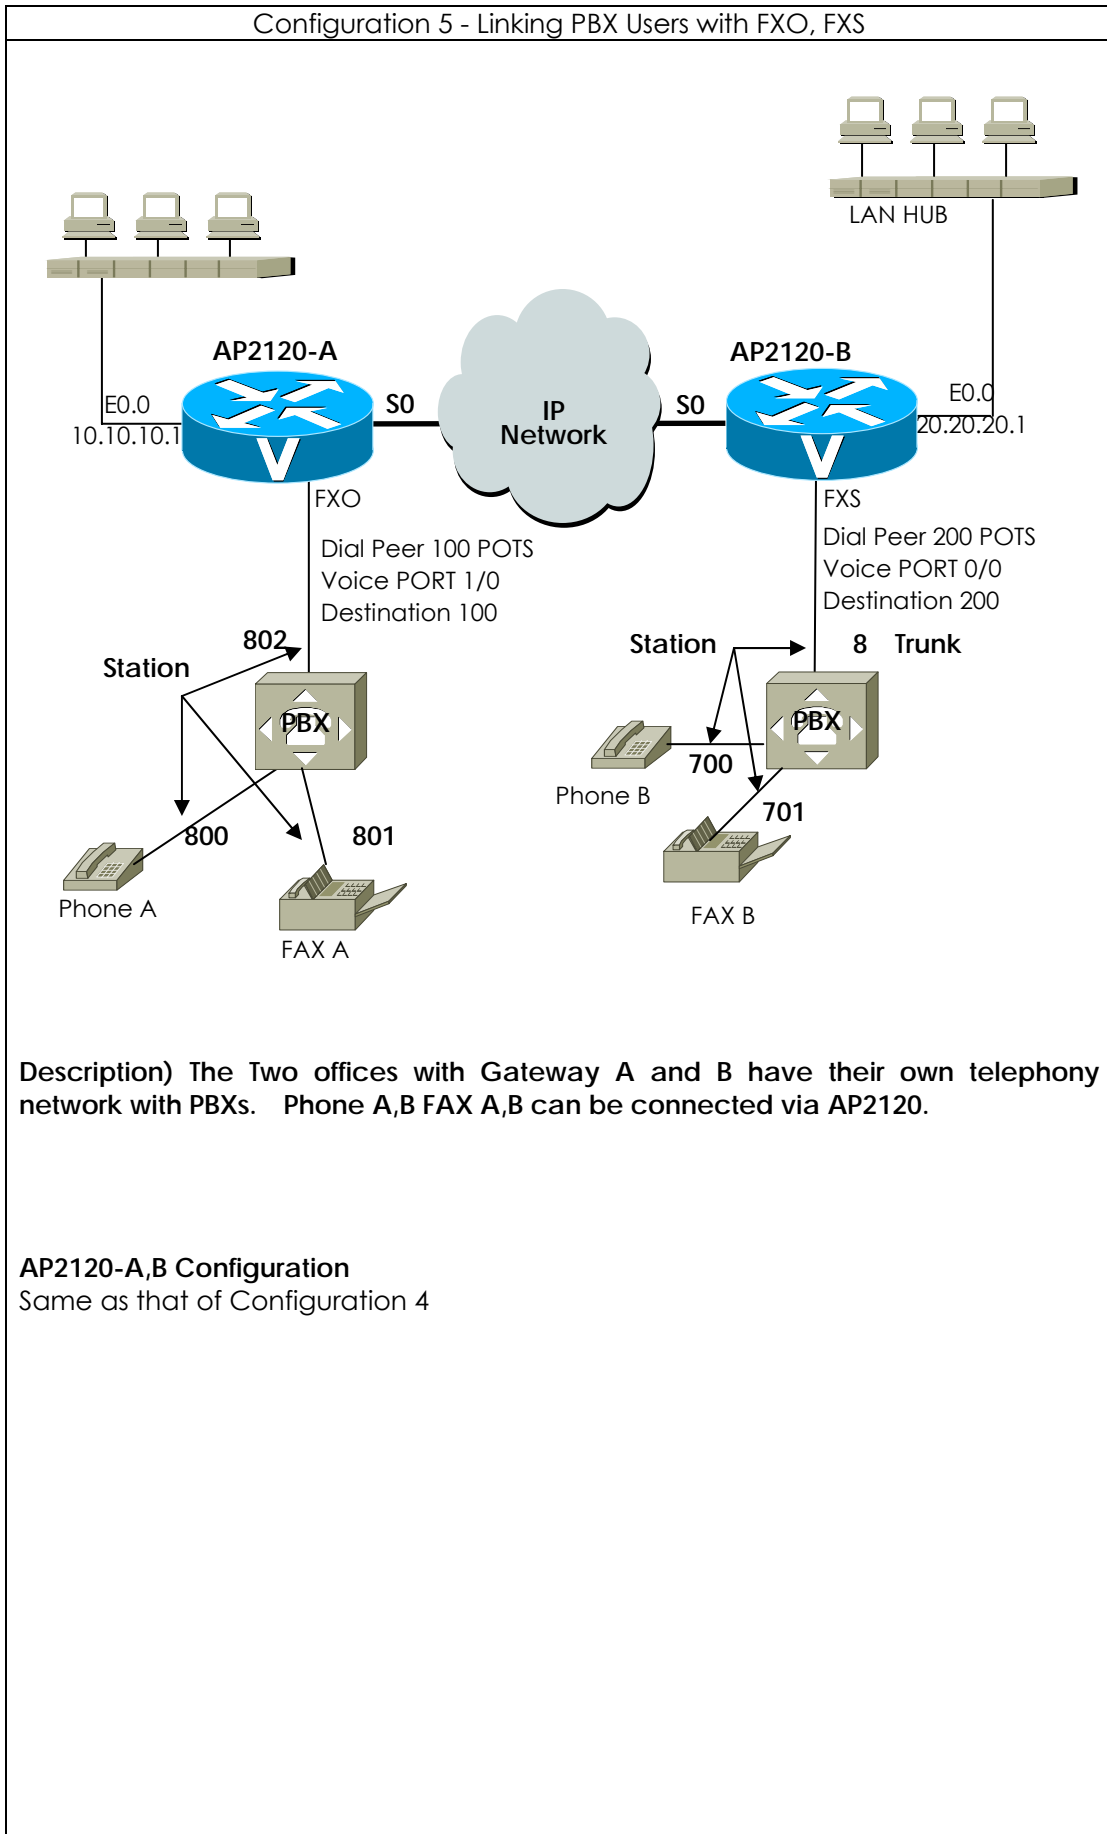 Configuration 5 - Linking PBX Users with FXO, FXS
LAN HUB
AP2120-A
AP2120-B
E0.0
10.10.10.1
S0
IP
Network
S0
E0.0
20.20.20.1
FXO
Dial Peer 100 POTS
Voice PORT 1/0
Destination 100
FXS
Dial Peer 200 POTS
Voice PORT 0/0
Destination 200
802
Station
PBX
800
801
Phone A
FAX A
Station
8 Trunk
PBX
700
Phone B
701
FAX B
Description) The Two offices with Gateway A and B have their own telephony
network with PBXs. Phone A,B FAX A,B can be connected via AP2120.
AP2120-A,B Configuration
Same as that of Configuration 4